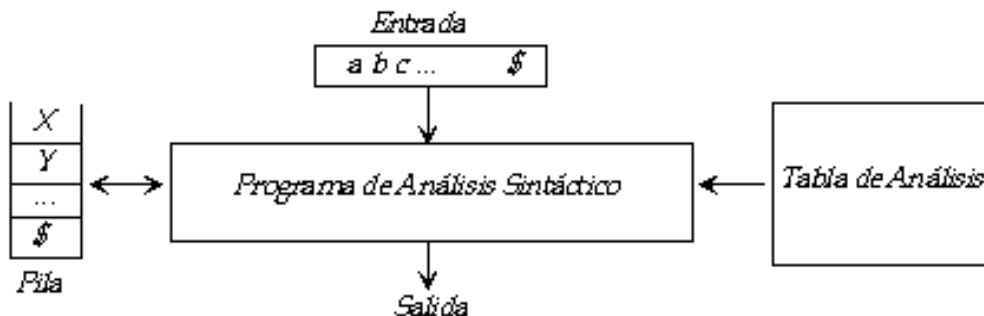 Entrada
a b c ... $
X
Y
...
$
Pila
Programa de Análisis Sintáctico
Tabla de Análisis
Salida